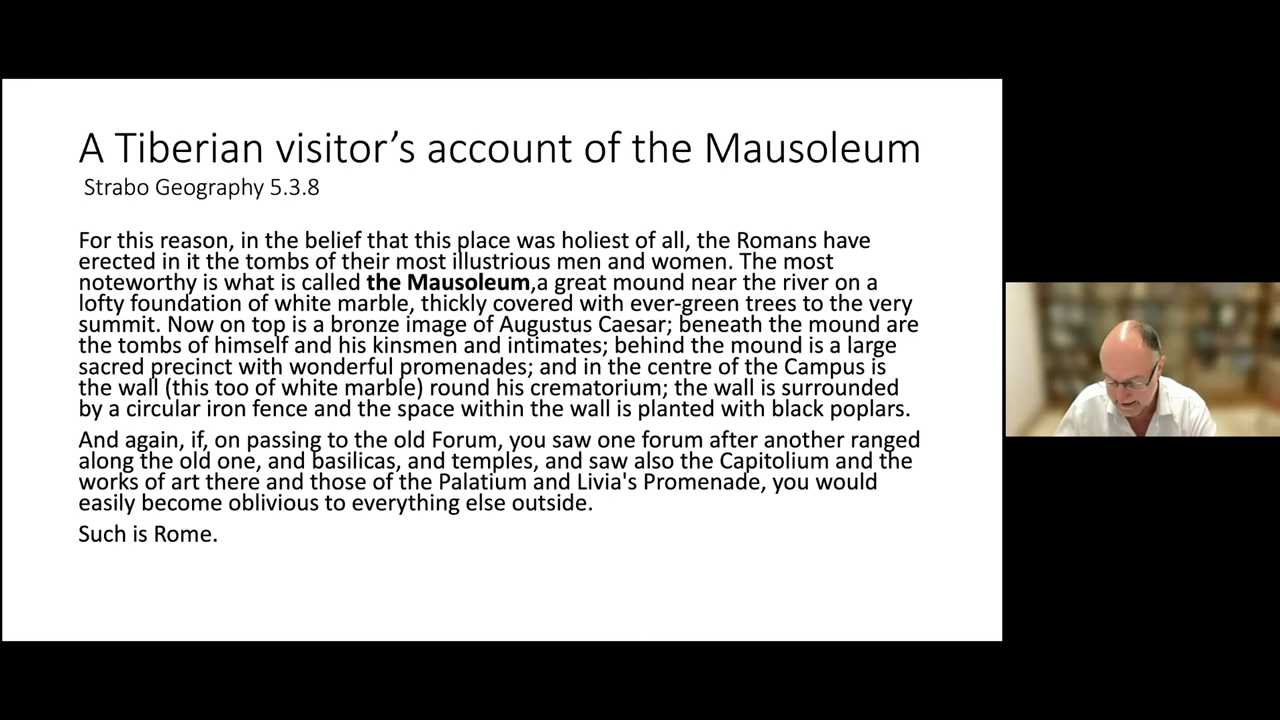 A Tiberian visitor’s account of the Mausoleum
Strabo Geography 5.3.8
For this reason, in the belief that this place was holiest of all, the Romans have
erected in it the tombs of their most illustrious men and women. The most
noteworthy is what is called the Mausoleum,a great mound near the river on a
lofty foundation of white marble, thickly covered with ever-green trees to the very
summit. Now on top is a bronze image of Augustus Caesar; beneath the mound are
the tombs of himself and his kinsmen and intimates; behind the mound is a large
sacred precinct with wonderful promenades; and in the centre of the Campus is
the wall (this too of white marble) round his crematorium; the wall is surrounded
by a circular iron fence and the space within the wall is planted with black poplars.
And again, if, on passing to the old Forum, you saw one forum after another ranged
along the old one, and basilicas, and temples, and saw also the Capitolium and the
works of art there and those of the Palatium and Livia's Promenade, you would
easily become oblivious to everything else outside.
Such is Rome.